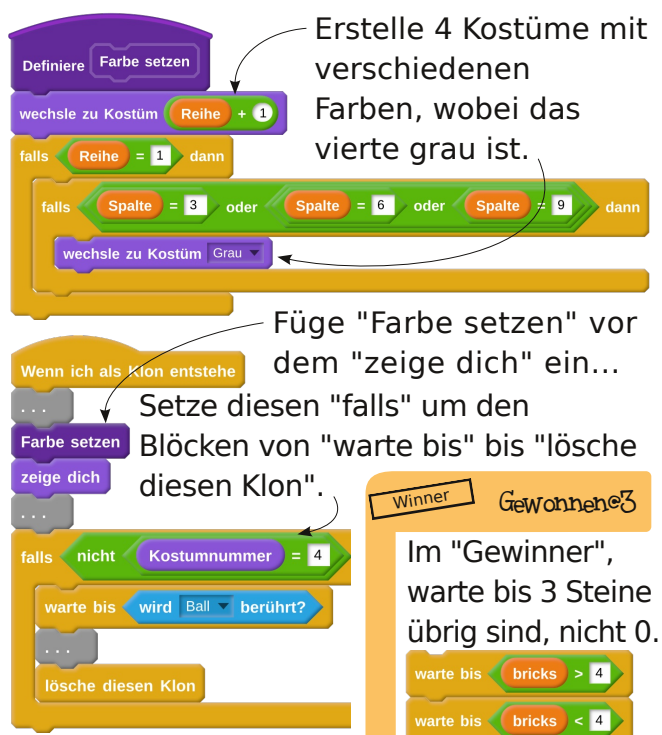 Definiere Farbe setzen
wechsle zu Kostüm Reihe + 1
falls Reihe = 1 dann
falls Spalte = 3 oder Spalte = 6 oder Spalte = 9 dann
wechsle zu Kostüm Grau
Erstelle 4 Kostüme mit
verschiedenen
Farben, wobei das
vierte grau ist.
Füge "Farbe setzen" vor
dem "zeige dich" ein...
Wenn ich als Klon entstehe
. . .
Farbe setzen
zeige dich
. . .
Setze diesen "falls" um den
Blöcken von "warte bis" bis "lösche
diesen Klon".
falls nicht Kostumnummer = 4
warte bis wird Ball berührt?
. . .
lösche diesen Klon
Winner
Gewonnen@3
Im "Gewinner",
warte bis 3 Steine
übrig sind, nicht 0.
warte bis bricks > 4
warte bis bricks < 4